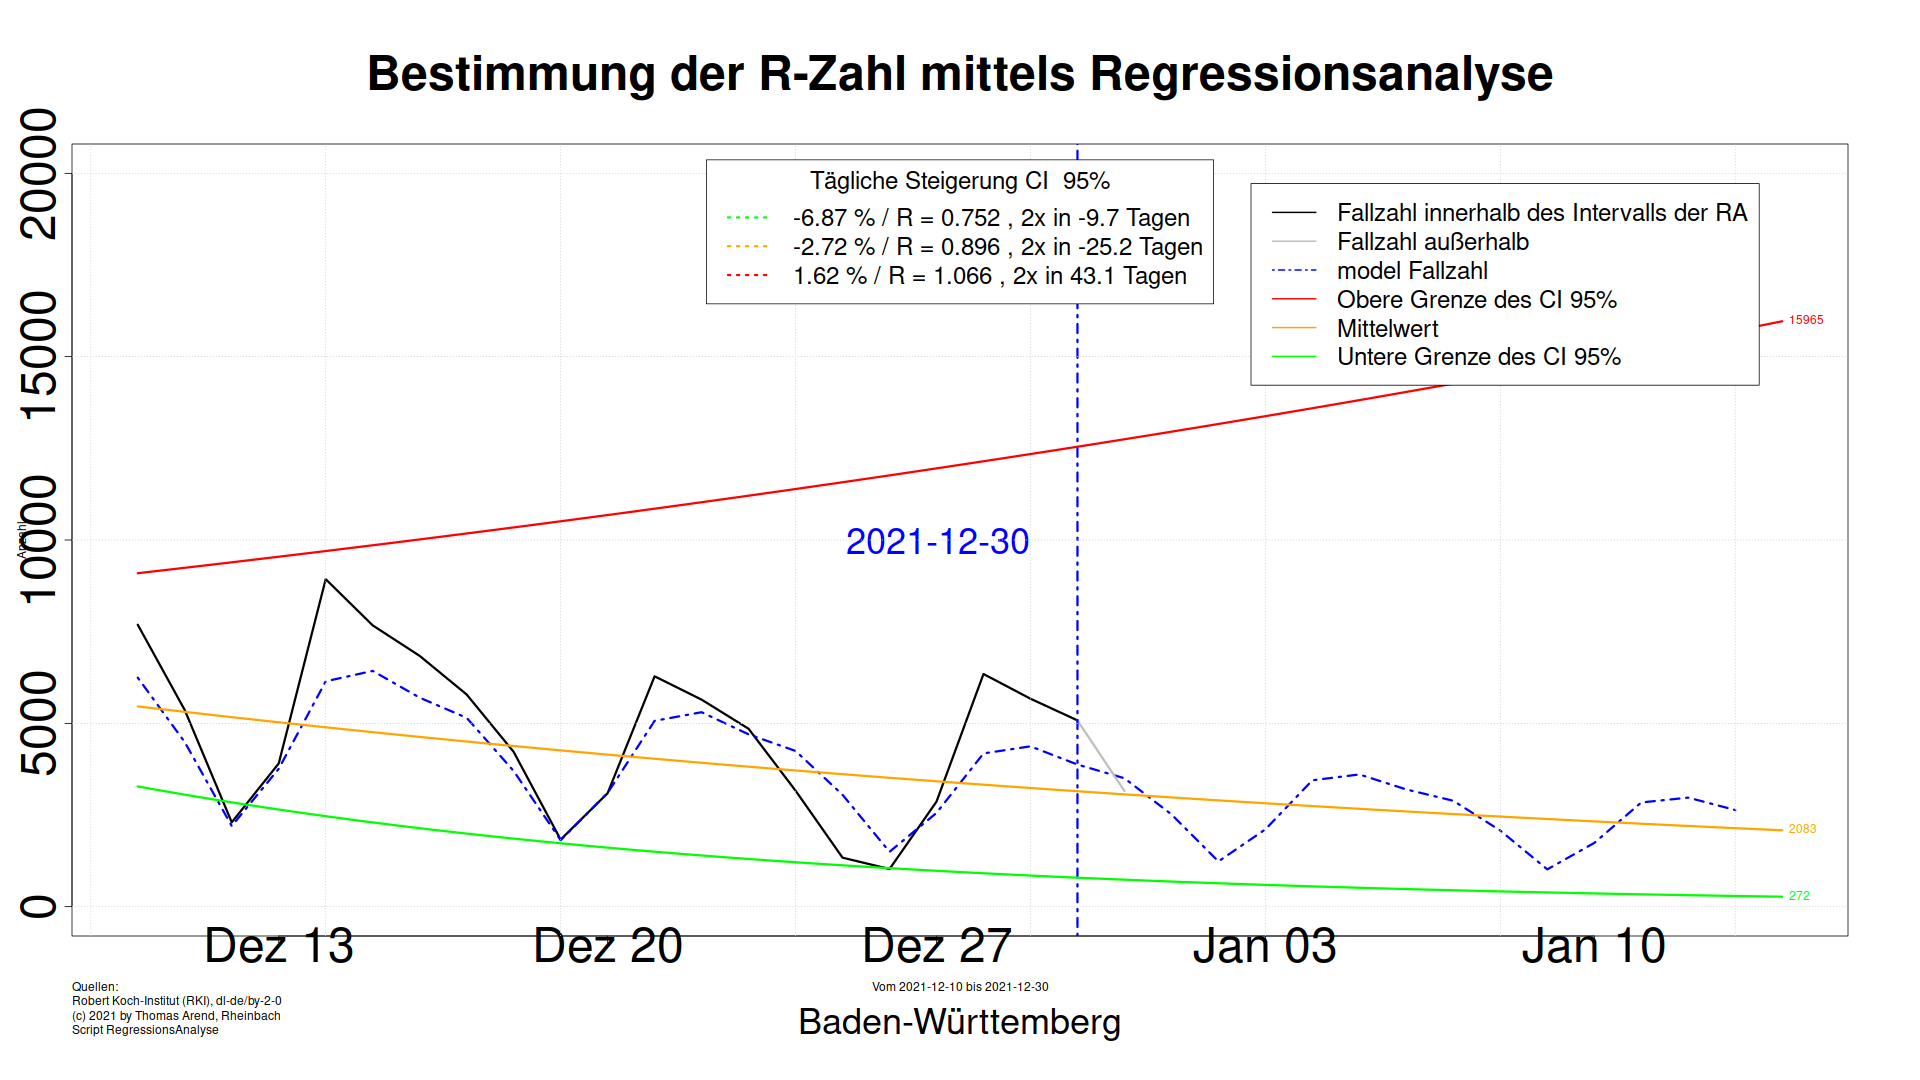 Bestimmung der R-Zahl mittels Regressionsanalyse
Anzahl
20000
15000
10000
5000
0
Tägliche Steigerung CI  95%
-6.87 % / R = 0.752 , 2x in -9.7 Tagen
-2.72 % / R = 0.896 , 2x in -25.2 Tagen
1.62 % / R = 1.066 , 2x in 43.1 Tagen
Fallzahl innerhalb des Intervalls der RA
Fallzahl außerhalb
model Fallzahl
Obere Grenze des CI 95%
Mittelwert
Untere Grenze des CI 95%
15965
2021-12-30
2083
272
Dez 13 Dez 20 Dez 27 Jan 03 Jan 10
Quellen:
Robert Koch-Institut (RKI), dl-de/by-2-0
(c) 2021 by Thomas Arend, Rheinbach
Script RegressionsAnalyse
Vom 2021-12-10 bis 2021-12-30
Baden-Württemberg